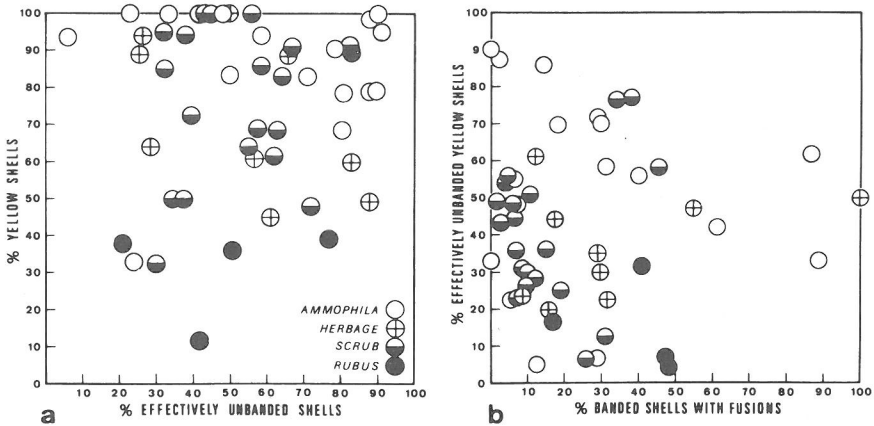 100
90
80
70
60
50
40
30
20
10
0
% YELLOW SHELLS
AMMOPHILA
HERBAGE
SCRUB
RUBUS
0 10 20 30 40 50 60 70 80 90 100
a % EFFECTIVELY UNBANDED SHELLS
100
90
80
70
60
50
40
30
20
10
0
% EFFECTIVELY UNBANDED YELLOW SHELLS
10 20 30 40 50 60 70 80 90 100
b % BANDED SHELLS WITH FUSIONS